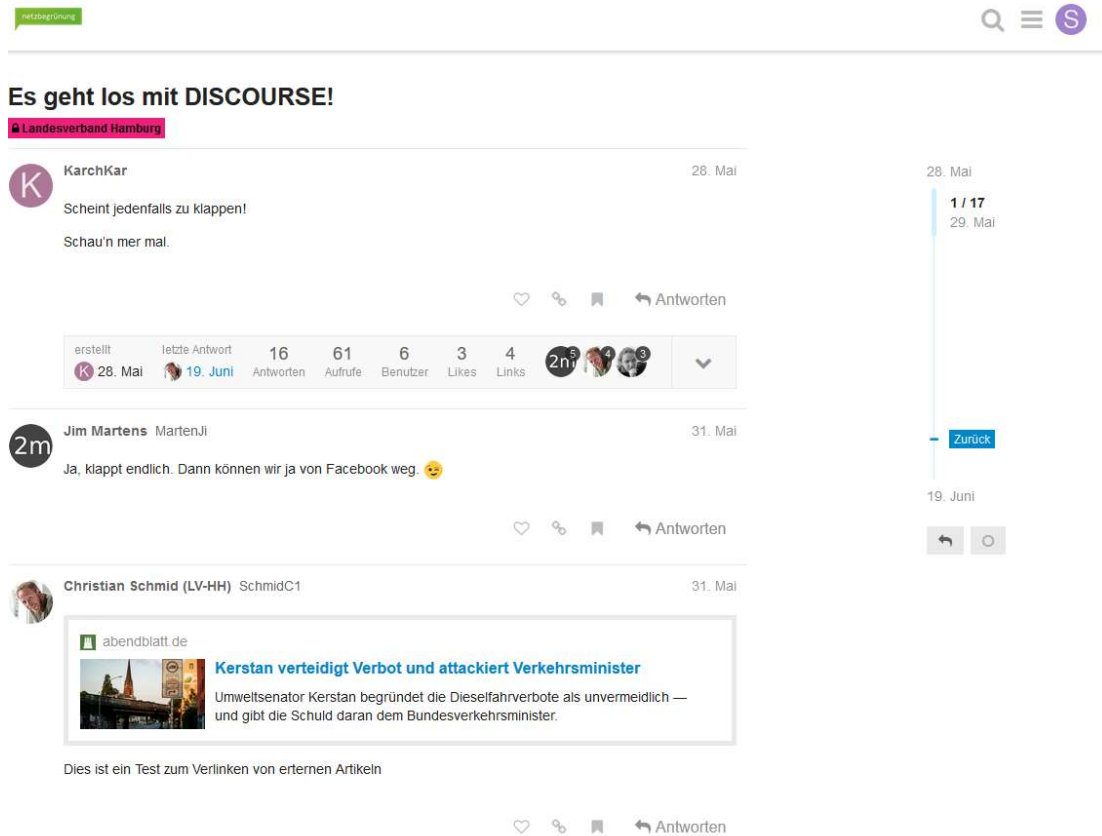 netzbegrünung
S
Es geht los mit DISCOURSE!
Landesverband Hamburg
K
KarchKar
28. Mai
Scheint jedenfalls zu klappen!
Schau'n mer mal.
Antworten
erstellt
K 28. Mai
letzte Antwort
19. Juni
16 Antworten
61 Aufrufe
6 Benutzer
3 Likes
4 Links
5
4
3
2m
Jim Martens MartenJi
31. Mai
Ja, klappt endlich. Dann können wir ja von Facebook weg.
Antworten
Christian Schmid (LV-HH) SchmidC1
31. Mai
abendblatt.de
Kerstan verteidigt Verbot und attackiert Verkehrsminister
Umweltsenator Kerstan begründet die Dieselfahrverbote als unvermeidlich —
und gibt die Schuld daran dem Bundesverkehrsminister.
Dies ist ein Test zum Verlinken von erternen Artikeln
Antworten
28. Mai
1 / 17
29. Mai
Zurück
19. Juni